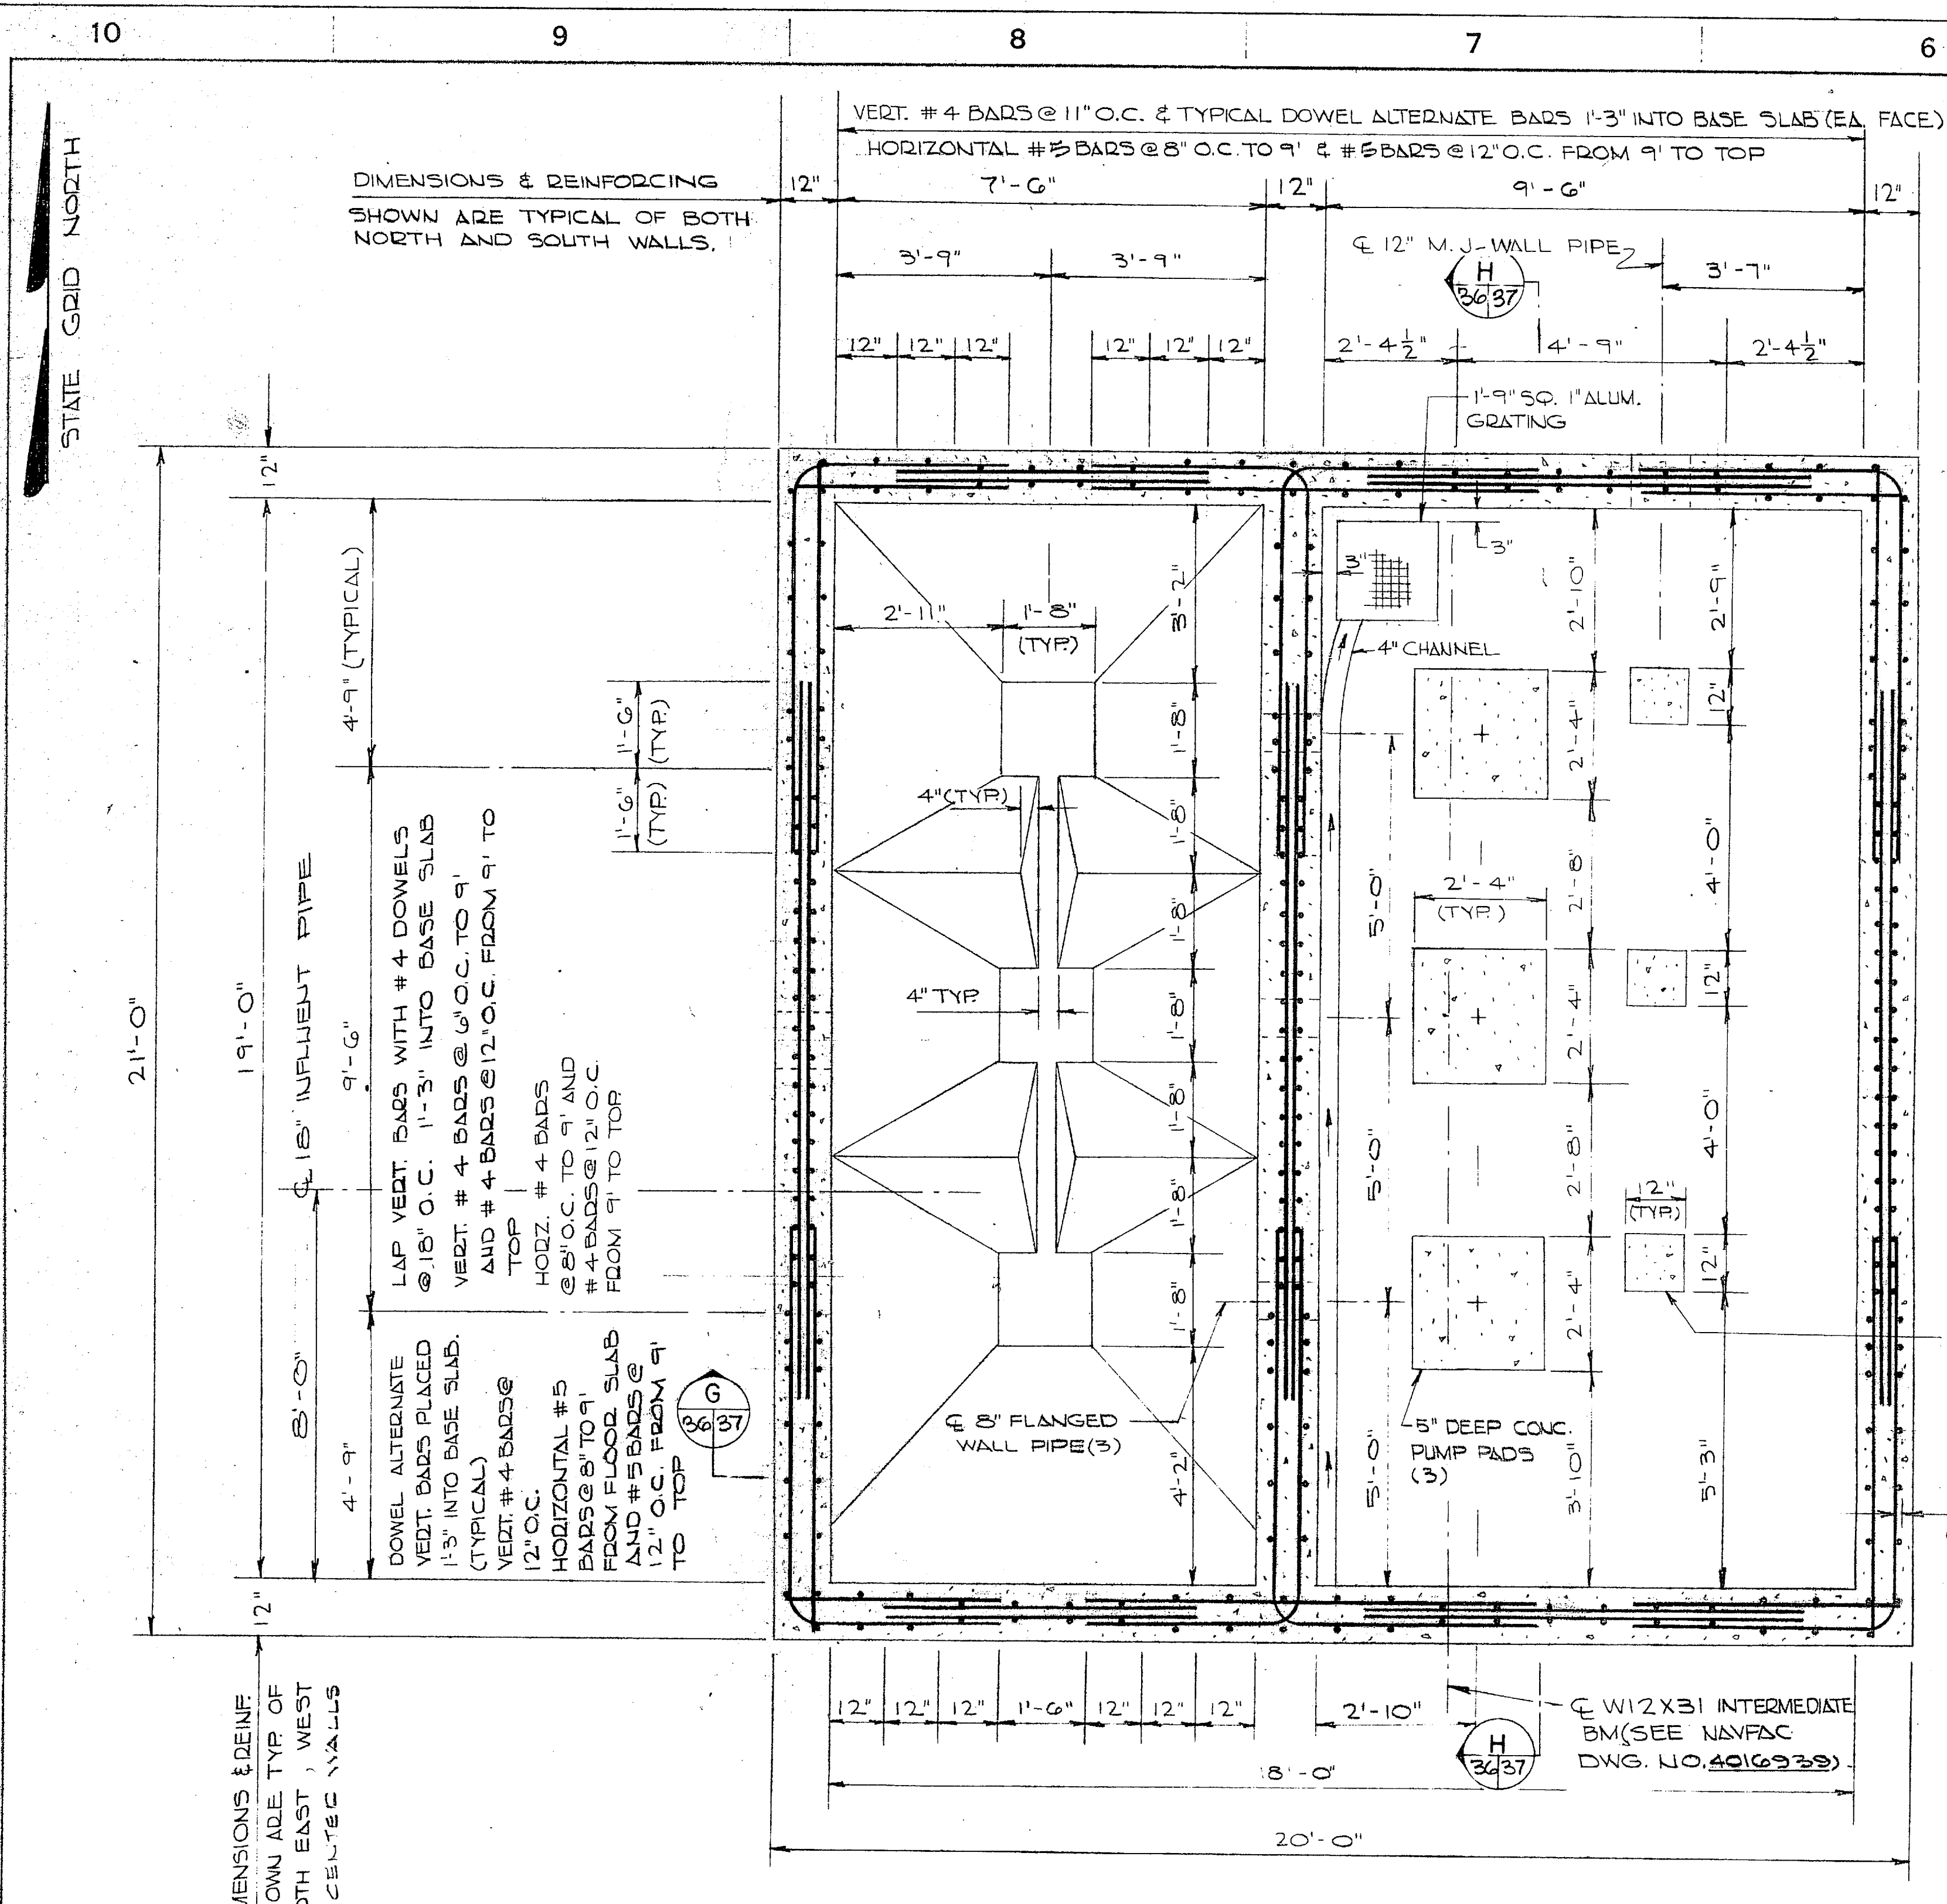 10 9 8 7 6
STATE GRID NORTH
VERT. #4 BARS @ 11" O.C. & TYPICAL DOWEL ALTERNATE BARS 1'-3" INTO BASE SLAB (EA. FACE)
HORIZONTAL #5 BARS @ 8" O.C. TO 9' & #5 BARS @ 12" O.C. FROM 9' TO TOP
DIMENSIONS & REINFORCING
SHOWN ARE TYPICAL OF BOTH
NORTH AND SOUTH WALLS.
12" 7'-6" 12" 9'-6" 12"
3'-9" 3'-9"
℄ 12" M.J-WALL PIPE
H
36 37
3'-7"
12" 12" 12" 12" 12" 12" 2'-4½" 4'-9" 2'-4½"
1'-9" SQ. 1" ALUM.
GRATING
12"
3"
3"
4'-9" (TYPICAL)
2'-11" 1'-8"
(TYP.)
3'-2"
2'-10"
2'-9"
4" CHANNEL
1'-6"
(TYP.)
1'-6"
(TYP.)
1'-8"
2'-4"
12"
4" (TYP.)
1'-8"
1'-8"
5'-0"
2'-4"
(TYP.)
2'-8"
4'-0"
21'-0"
19'-0"
℄ 18" INFLUENT PIPE
9'-6"
LAP VERT. BARS WITH #4 DOWELS
@ 18" O.C. 1'-3" INTO BASE SLAB
VERT. #4 BARS @ 6" O.C. TO 9'
AND #4 BARS @ 12" O.C. FROM 9' TO
TOP
HORZ. #4 BARS
@ 8" O.C. TO 9' AND
#4 BARS @ 12" O.C.
FROM 9' TO TOP
4" TYP.
1'-8"
2'-4"
12"
1'-8"
1'-8"
5'-0"
2'-8"
4'-0"
12"
(TYP.)
1'-8"
2'-4"
12"
8'-0"
4'-9"
DOWEL ALTERNATE
VERT. BARS PLACED
1'-3" INTO BASE SLAB.
(TYPICAL)
VERT. #4 BARS @
12" O.C.
HORIZONTAL #5
BARS @ 8" TO 9'
FROM FLOOR SLAB
AND #5 BARS @
12" O.C. FROM 9'
TO TOP
G
36 37
℄ 8" FLANGED
WALL PIPE (3)
4'-2"
5'-0"
5" DEEP CONC.
PUMP PADS
(3)
3'-10"
5'-3"
12"
12" 12" 12" 1'-6" 12" 12" 12" 2'-10"
℄ W12X31 INTERMEDIATE
BM (SEE NAVFAC
DWG. NO. 4016939)
H
36 37
18'-0"
20'-0"
MENSIONS & REINF.
OWN ARE TYP. OF
OTH EAST, WEST
CENTER WALLS